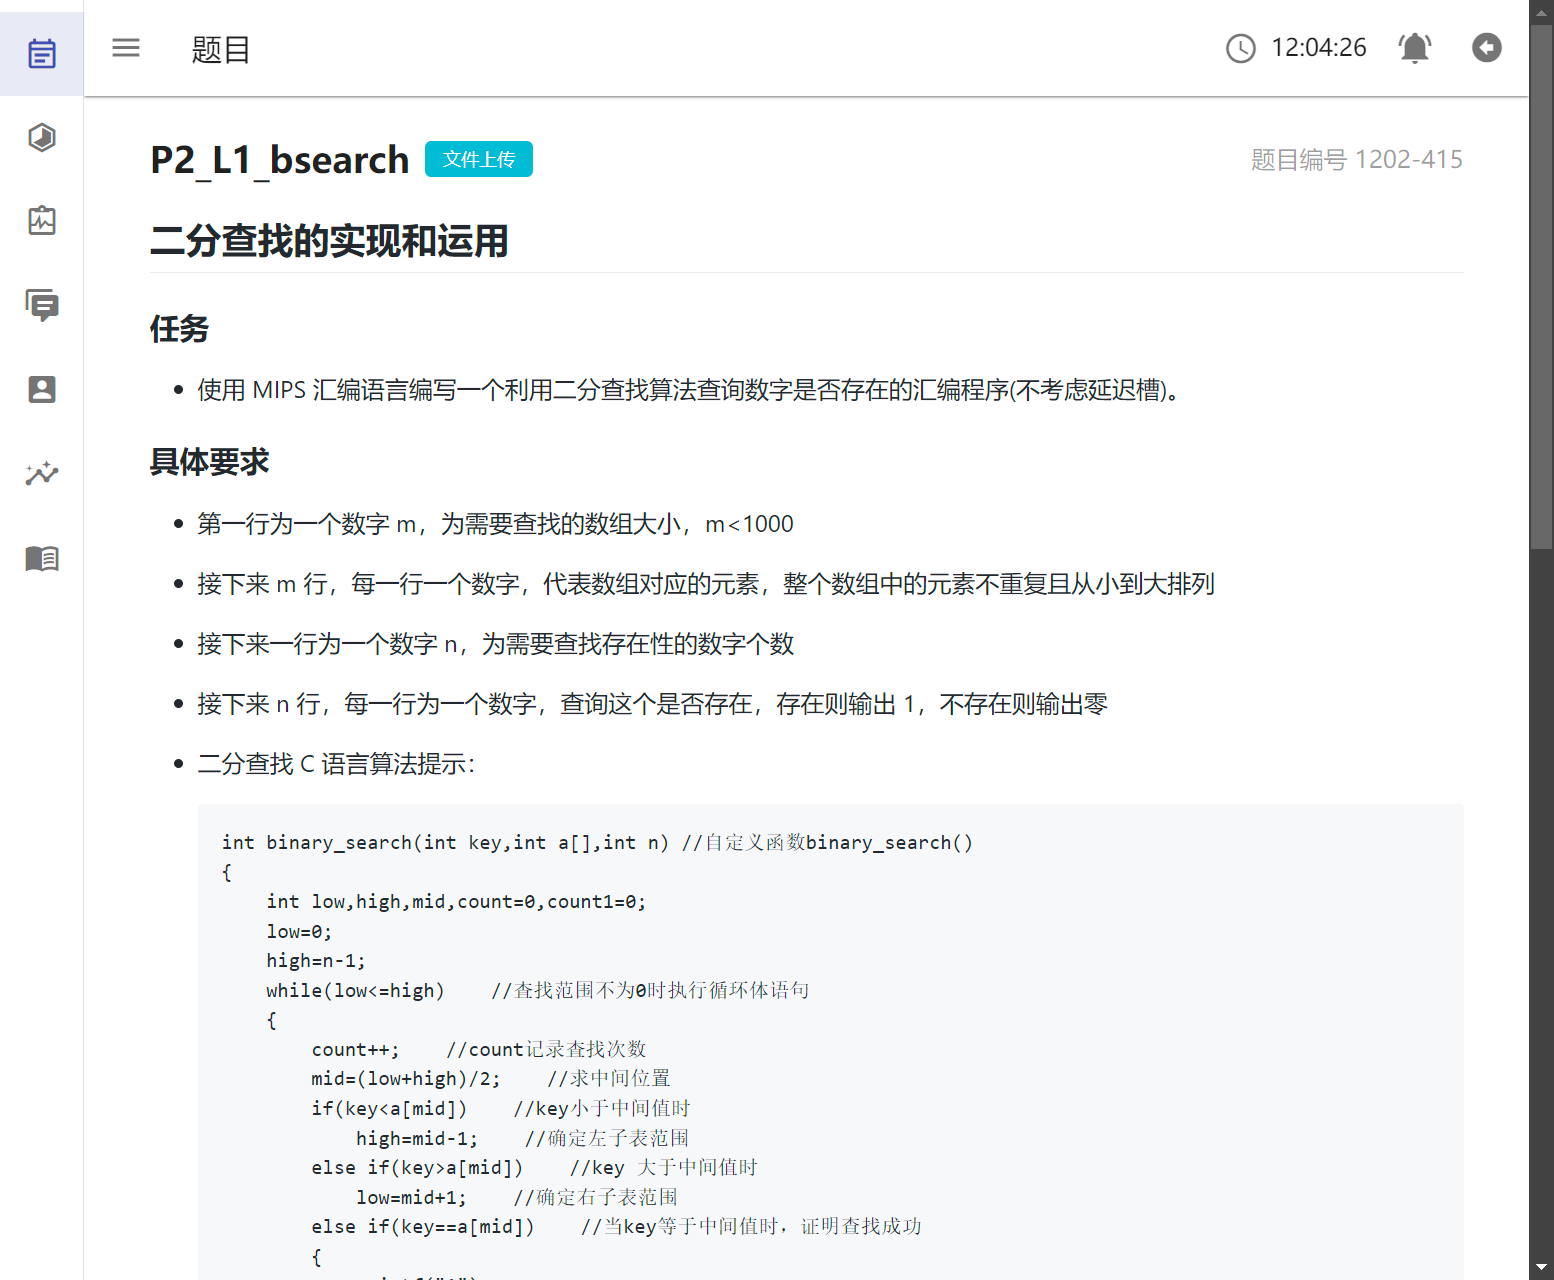 题目
12:04:26
P2_L1_bsearch 文件上传 题目编号 1202-415
二分查找的实现和运用
任务
使用 MIPS 汇编语言编写一个利用二分查找算法查询数字是否存在的汇编程序(不考虑延迟槽)。
具体要求
第一行为一个数字 m，为需要查找的数组大小，m<1000
接下来 m 行，每一行一个数字，代表数组对应的元素，整个数组中的元素不重复且从小到大排列
接下来一行为一个数字 n，为需要查找存在性的数字个数
接下来 n 行，每一行为一个数字，查询这个是否存在，存在则输出 1，不存在则输出零
二分查找 C 语言算法提示：
int binary_search(int key,int a[],int n) //自定义函数binary_search()
{
    int low,high,mid,count=0,count1=0;
    low=0;
    high=n-1;
    while(low<=high)    //查找范围不为0时执行循环体语句
    {
        count++;    //count记录查找次数
        mid=(low+high)/2;    //求中间位置
        if(key<a[mid])    //key小于中间值时
            high=mid-1;    //确定左子表范围
        else if(key>a[mid])    //key 大于中间值时
            low=mid+1;    //确定右子表范围
        else if(key==a[mid])    //当key等于中间值时，证明查找成功
        {